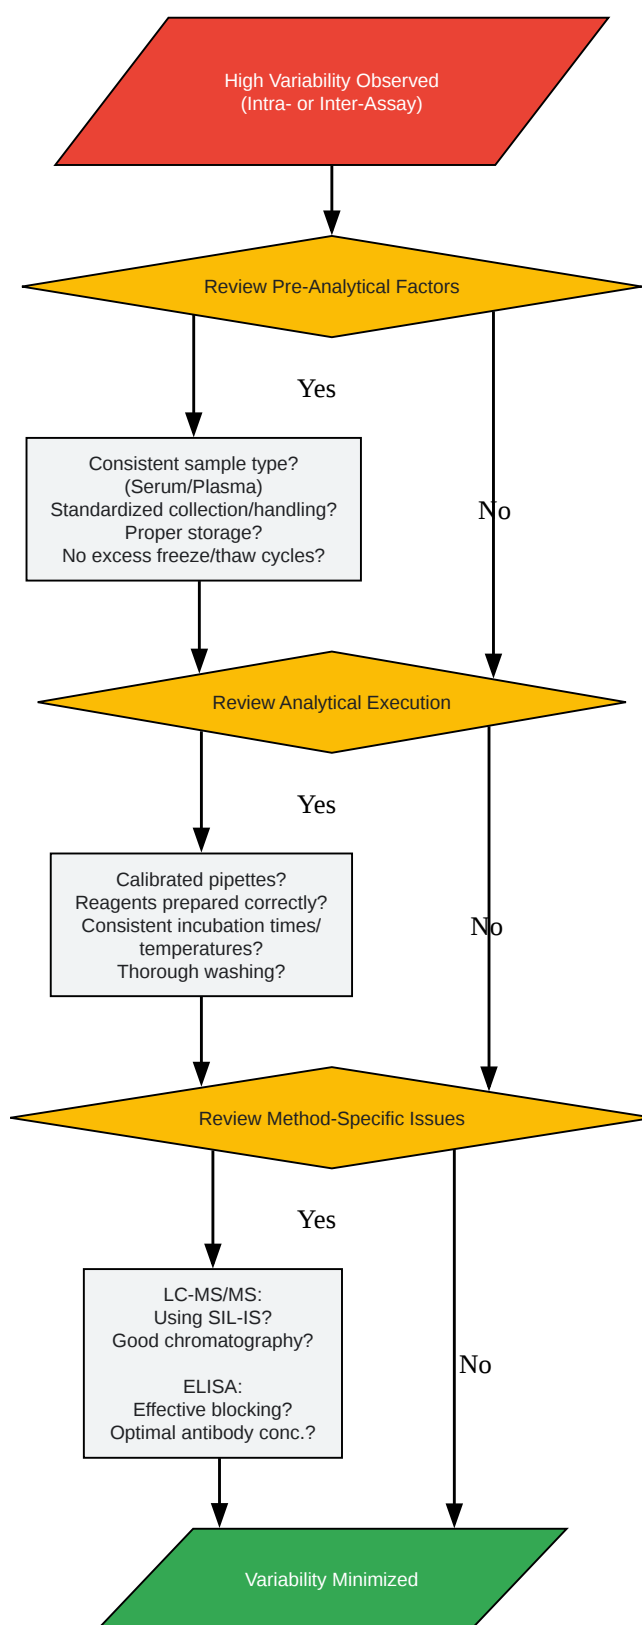 High Variability Observed
(Intra- or Inter-Assay)
Review Pre-Analytical Factors
Yes
Consistent sample type?
(Serum/Plasma)
Standardized collection/handling?
Proper storage?
No excess freeze/thaw cycles?
No
Review Analytical Execution
Yes
Calibrated pipettes?
Reagents prepared correctly?
Consistent incubation times/
temperatures?
Thorough washing?
No
Review Method-Specific Issues
Yes
LC-MS/MS:
Using SIL-IS?
Good chromatography?
ELISA:
Effective blocking?
Optimal antibody conc.?
No
Variability Minimized